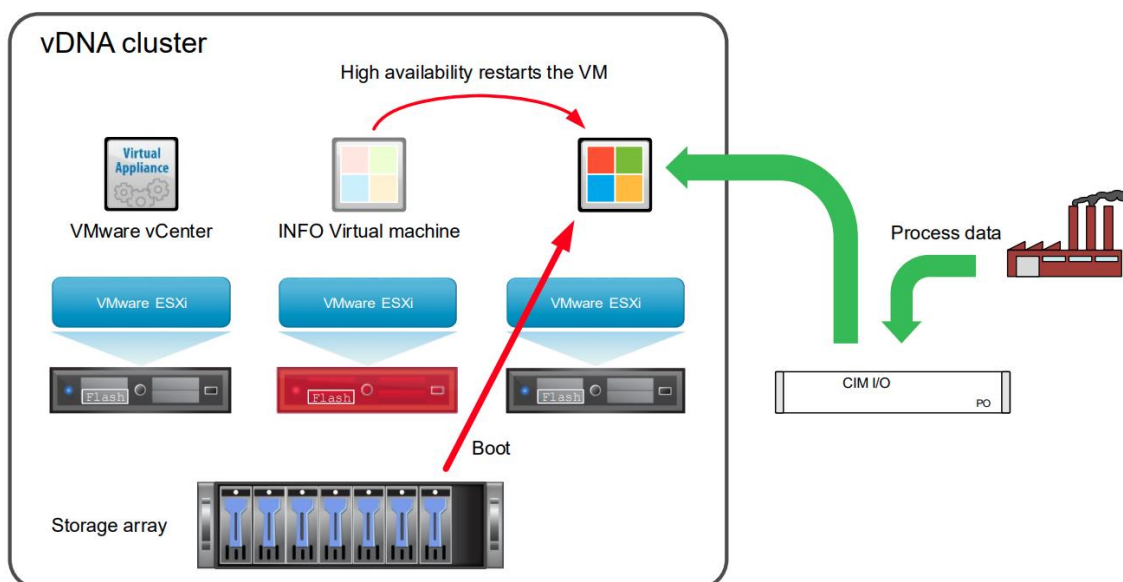 vDNA cluster
High availability restarts the VM
Virtual
Appliance
VMware vCenter
INFO Virtual machine
Process data
VMware ESXi
VMware ESXi
VMware ESXi
Flash
Flash
Flash
CIM I/O
PO
Boot
Storage array